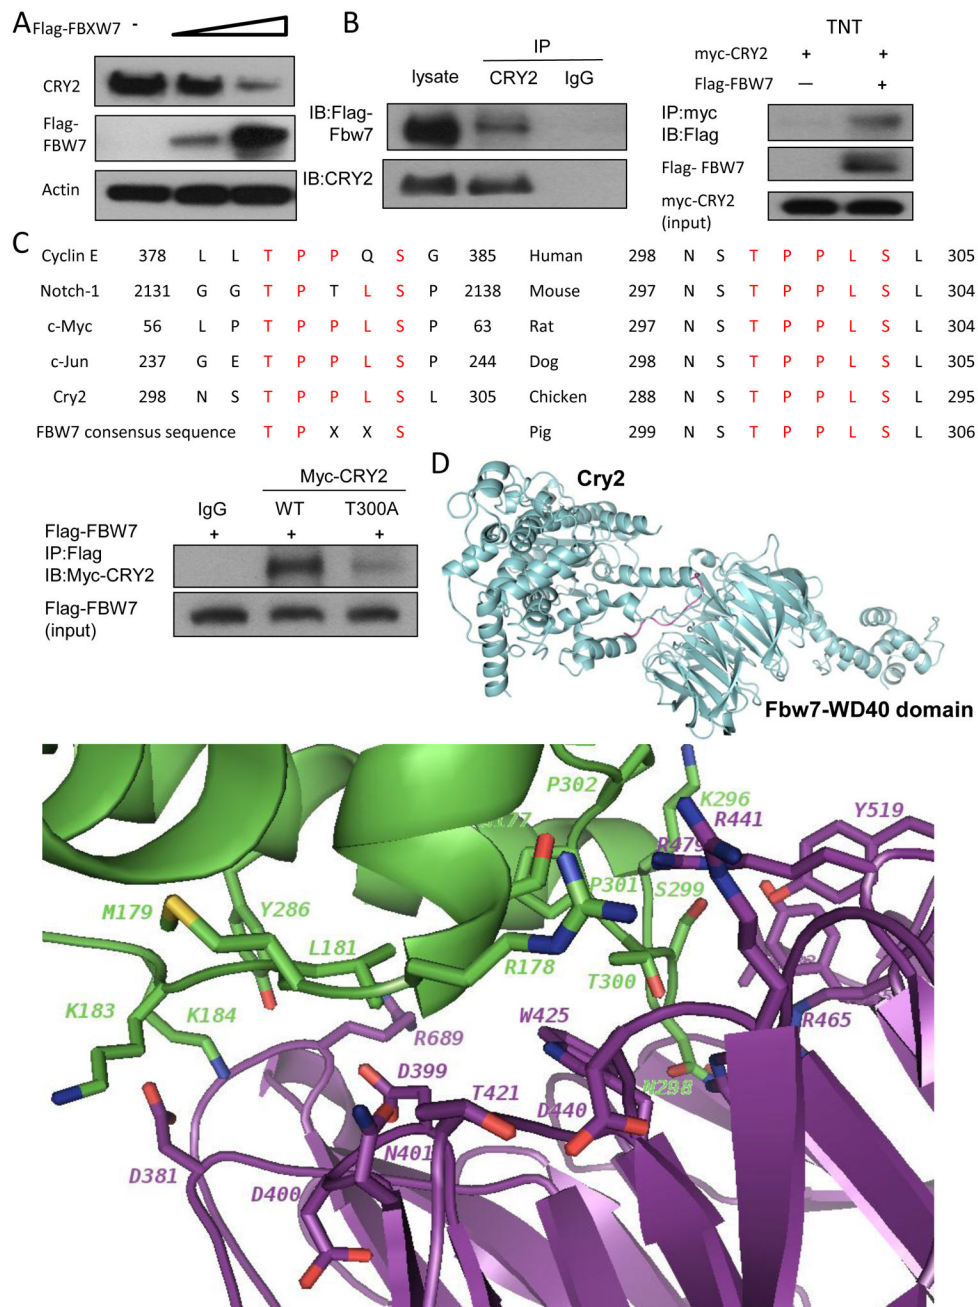 A
Flag-FBXW7 -
CRY2
Flag-
FBW7
Actin
B
IP
lysate CRY2 IgG
IB:Flag-
Fbw7
IB:CRY2
TNT
myc-CRY2 + +
Flag-FBW7 — +
IP:myc
IB:Flag
Flag- FBW7
myc-CRY2
(input)
C
Cyclin E 378 L L T P P Q S G 385 Human 298 N S T P P L S L 305
Notch-1 2131 G G T P T L S P 2138 Mouse 297 N S T P P L S L 304
c-Myc 56 L P T P P L S P 63 Rat 297 N S T P P L S L 304
c-Jun 237 G E T P P L S P 244 Dog 298 N S T P P L S L 305
Cry2 298 N S T P P L S L 305 Chicken 288 N S T P P L S L 295
FBW7 consensus sequence T P X X S Pig 299 N S T P P L S L 306
Myc-CRY2
IgG WT T300A
Flag-FBW7 + + +
IP:Flag
IB:Myc-CRY2
Flag-FBW7
(input)
D
Cry2
Fbw7-WD40 domain
P302
K296
R441
Y519
R479
P301
S299
M179
Y286
L181
R178
T300
K183
K184
R689
W425
R465
D399
T421
D440
N298
N401
D381
D400